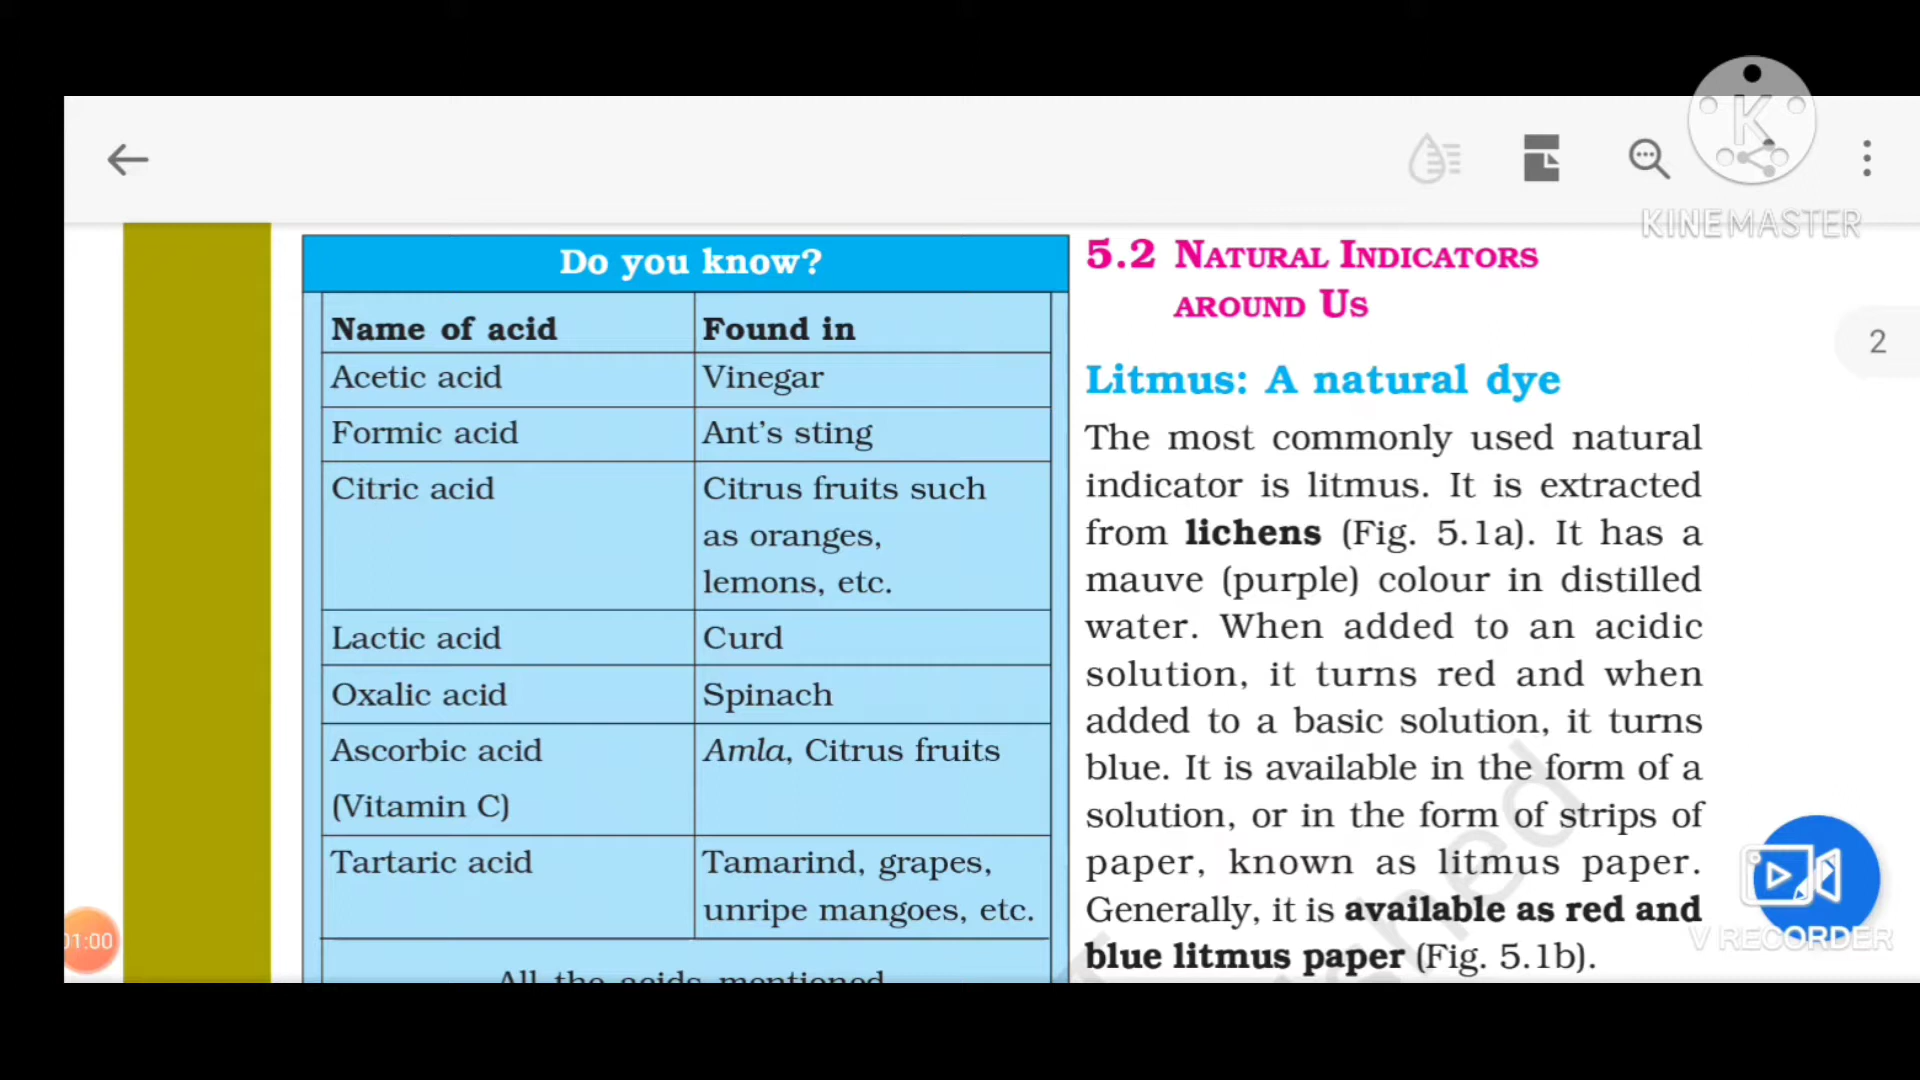 K
KINEMASTER
Do you know?
Name of acid Found in
Acetic acid Vinegar
Formic acid Ant's sting
Citric acid Citrus fruits such
as oranges,
lemons, etc.
Lactic acid Curd
Oxalic acid Spinach
Ascorbic acid Amla, Citrus fruits
(Vitamin C)
Tartaric acid Tamarind, grapes,
unripe mangoes, etc.
All the acids mentioned
5.2 NATURAL INDICATORS
AROUND US
Litmus: A natural dye
The most commonly used natural
indicator is litmus. It is extracted
from lichens (Fig. 5.1a). It has a
mauve (purple) colour in distilled
water. When added to an acidic
solution, it turns red and when
added to a basic solution, it turns
blue. It is available in the form of a
solution, or in the form of strips of
paper, known as litmus paper.
Generally, it is available as red and
blue litmus paper (Fig. 5.1b).
2
01:00
V RECORDER